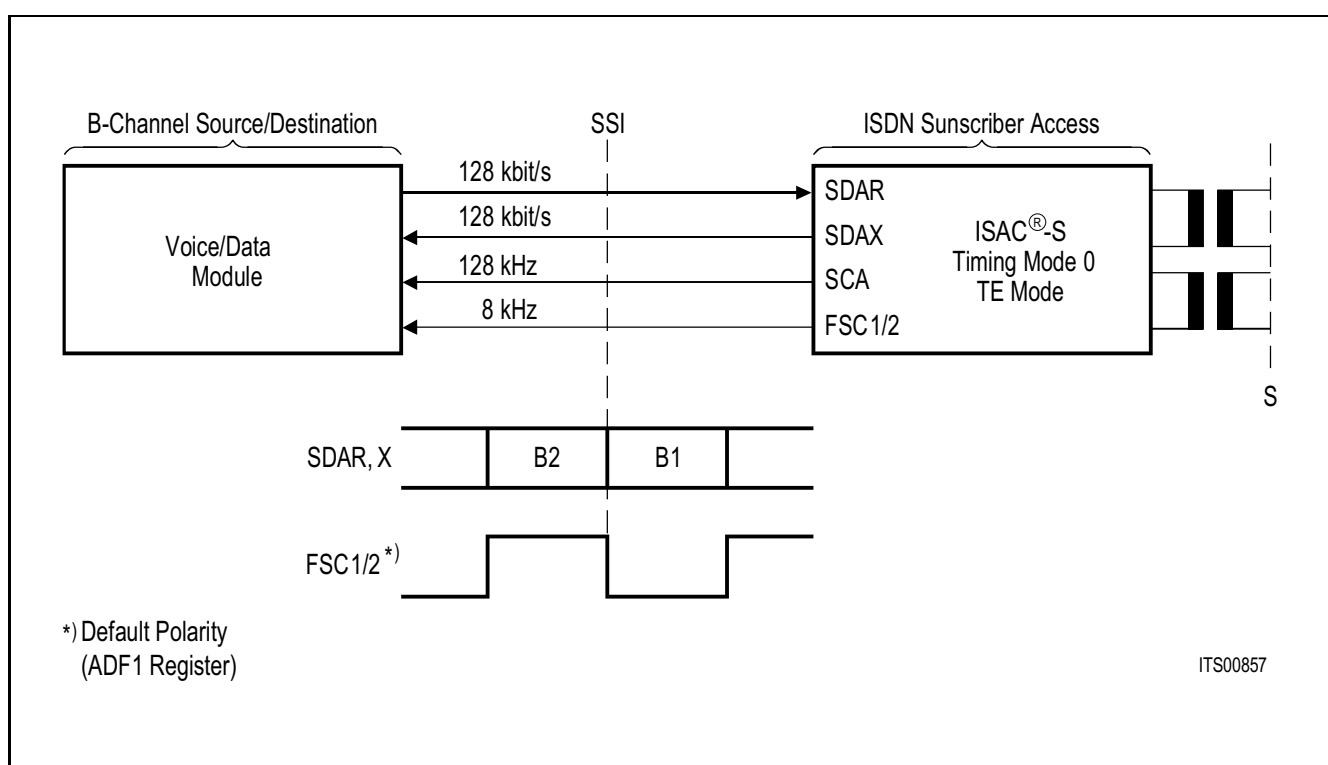 B-Channel Source/Destination
SSI
ISDN Sunscriber Access
128 kbit/s
128 kbit/s
128 kHz
8 kHz
Voice/Data
Module
SDAR
SDAX
SCA
FSC1/2
ISAC®-S
Timing Mode 0
TE Mode
S
SDAR, X
B2
B1
FSC1/2 *)
*) Default Polarity
(ADF1 Register)
ITS00857